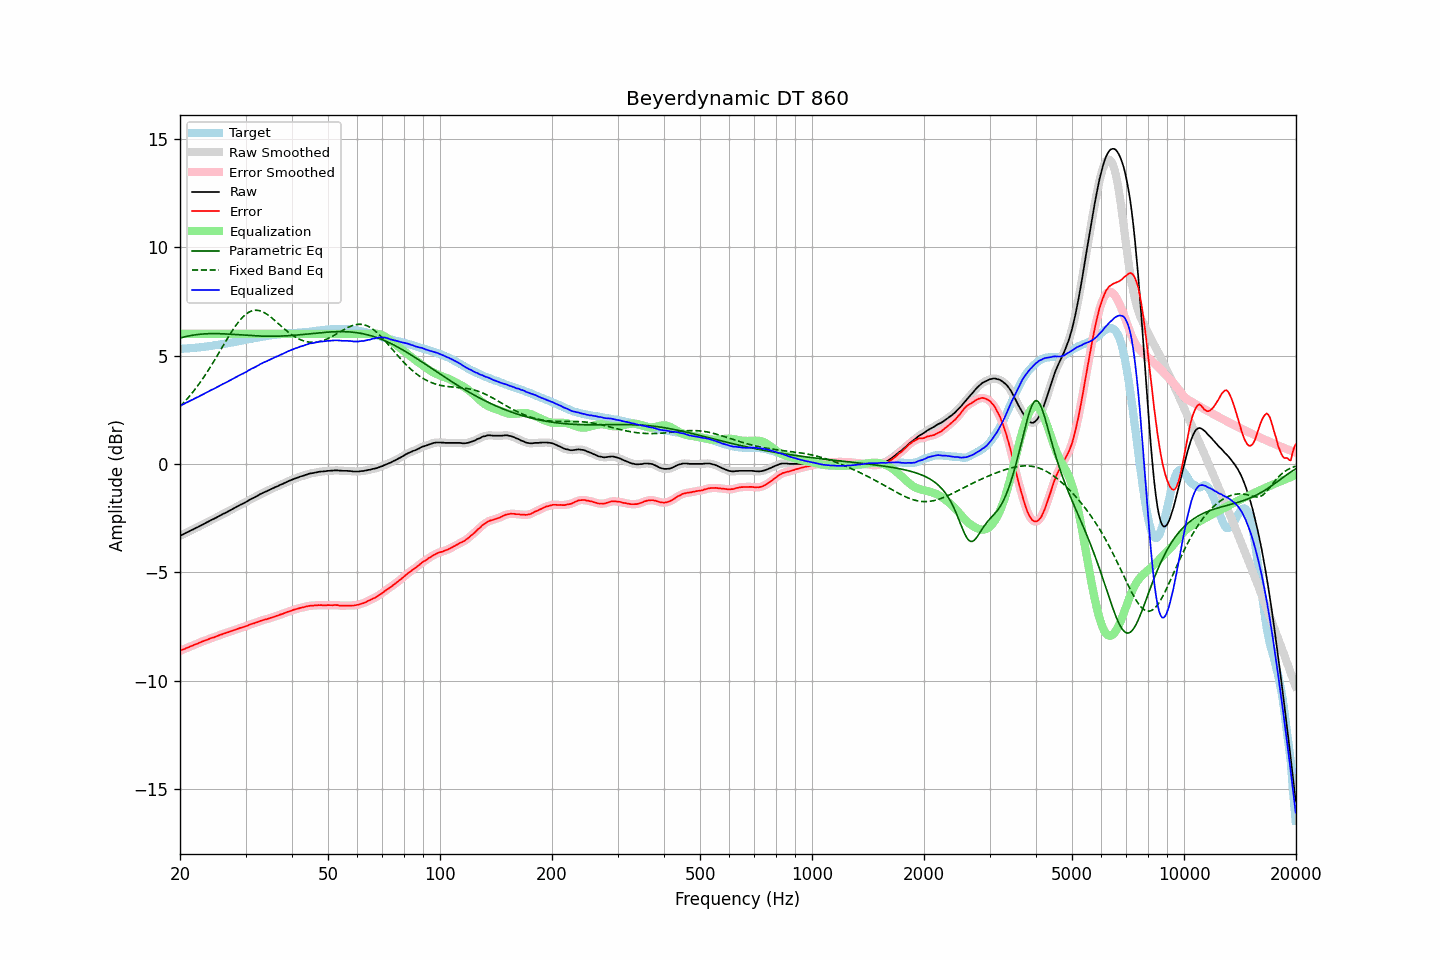 Beyerdynamic DT 860
Target
Raw Smoothed
Error Smoothed
Raw
Error
Equalization
Parametric Eq
Fixed Band Eq
Equalized
15
10
5
0
−5
−10
−15
Amplitude (dBr)
20 50 100 200 500 1000 2000 5000 10000 20000
Frequency (Hz)